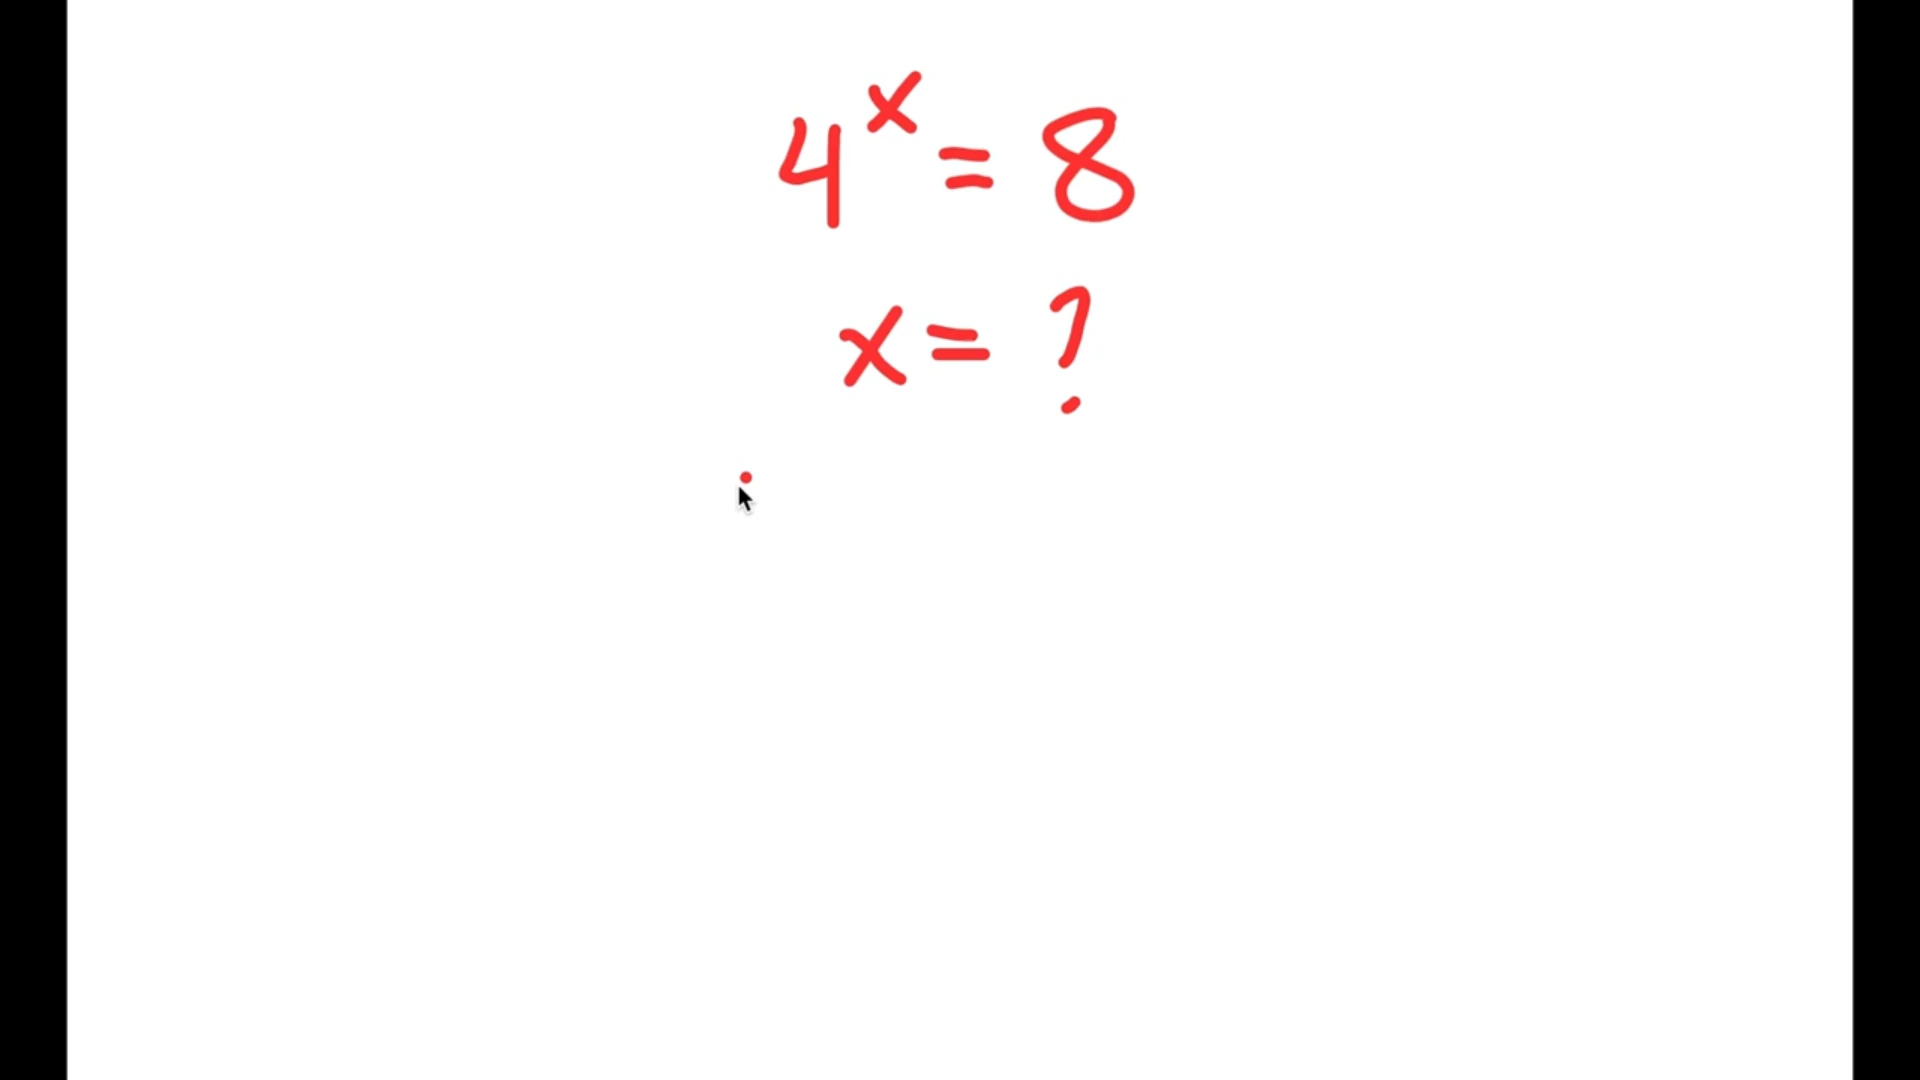 4^x = 8
x = ?